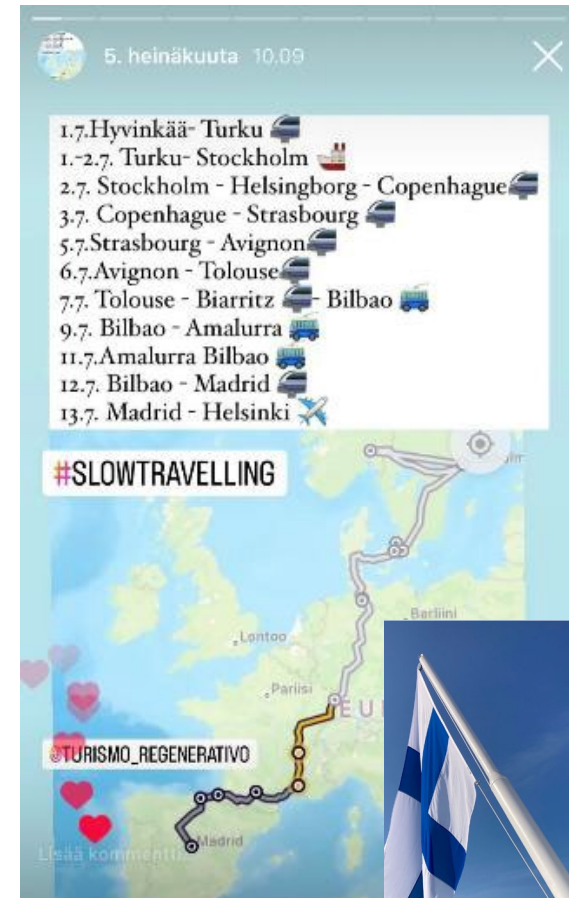 5. heinäkuuta 10.09
1.7.Hyvinkää- Turku
1.-2.7. Turku- Stockholm
2.7. Stockholm - Helsingborg - Copenhague
3.7. Copenhague - Strasbourg
5.7.Strasbourg - Avignon
6.7.Avignon - Tolouse
7.7. Tolouse - Biarritz - Bilbao
9.7. Bilbao - Amalurra
11.7.Amalurra Bilbao
12.7. Bilbao - Madrid
13.7. Madrid - Helsinki
#SLOWTRAVELLING
Berliini
Lontoo
Pariisi
EU
@TURISMO_REGENERATIVO
Madrid
Lisää kommentti...